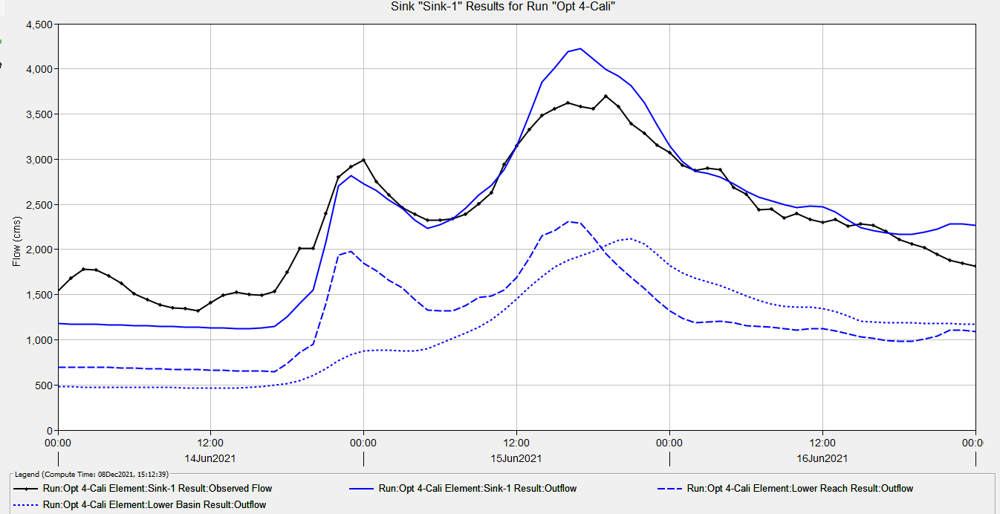 Sink "Sink-1" Results for Run "Opt 4-Cali"
4,500
4,000
3,500
3,000
2,500
2,000
1,500
1,000
500
0
Flow (cms)
00:00 12:00 00:00 12:00 00:00 12:00 00:0
14Jun2021 15Jun2021 16Jun2021
Legend (Compute Time: 08Dec2021, 15:12:39)
Run:Opt 4-Cali Element:Sink-1 Result:Observed Flow Run:Opt 4-Cali Element:Sink-1 Result:Outflow Run:Opt 4-Cali Element:Lower Reach Result:Outflow
Run:Opt 4-Cali Element:Lower Basin Result:Outflow